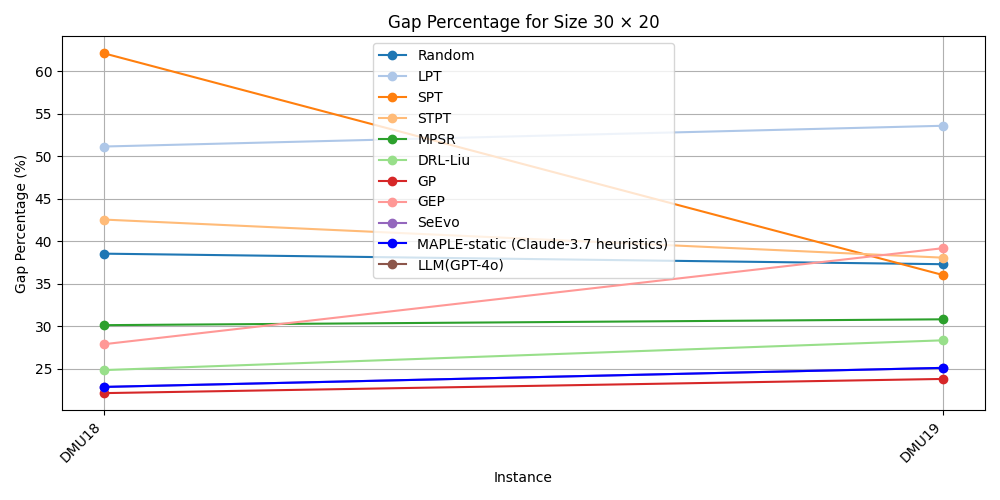 Gap Percentage for Size 30 × 20
Gap Percentage (%)
60
55
50
45
40
35
30
25
Random
LPT
SPT
STPT
MPSR
DRL-Liu
GP
GEP
SeEvo
MAPLE-static (Claude-3.7 heuristics)
LLM(GPT-4o)
DMU18
DMU19
Instance